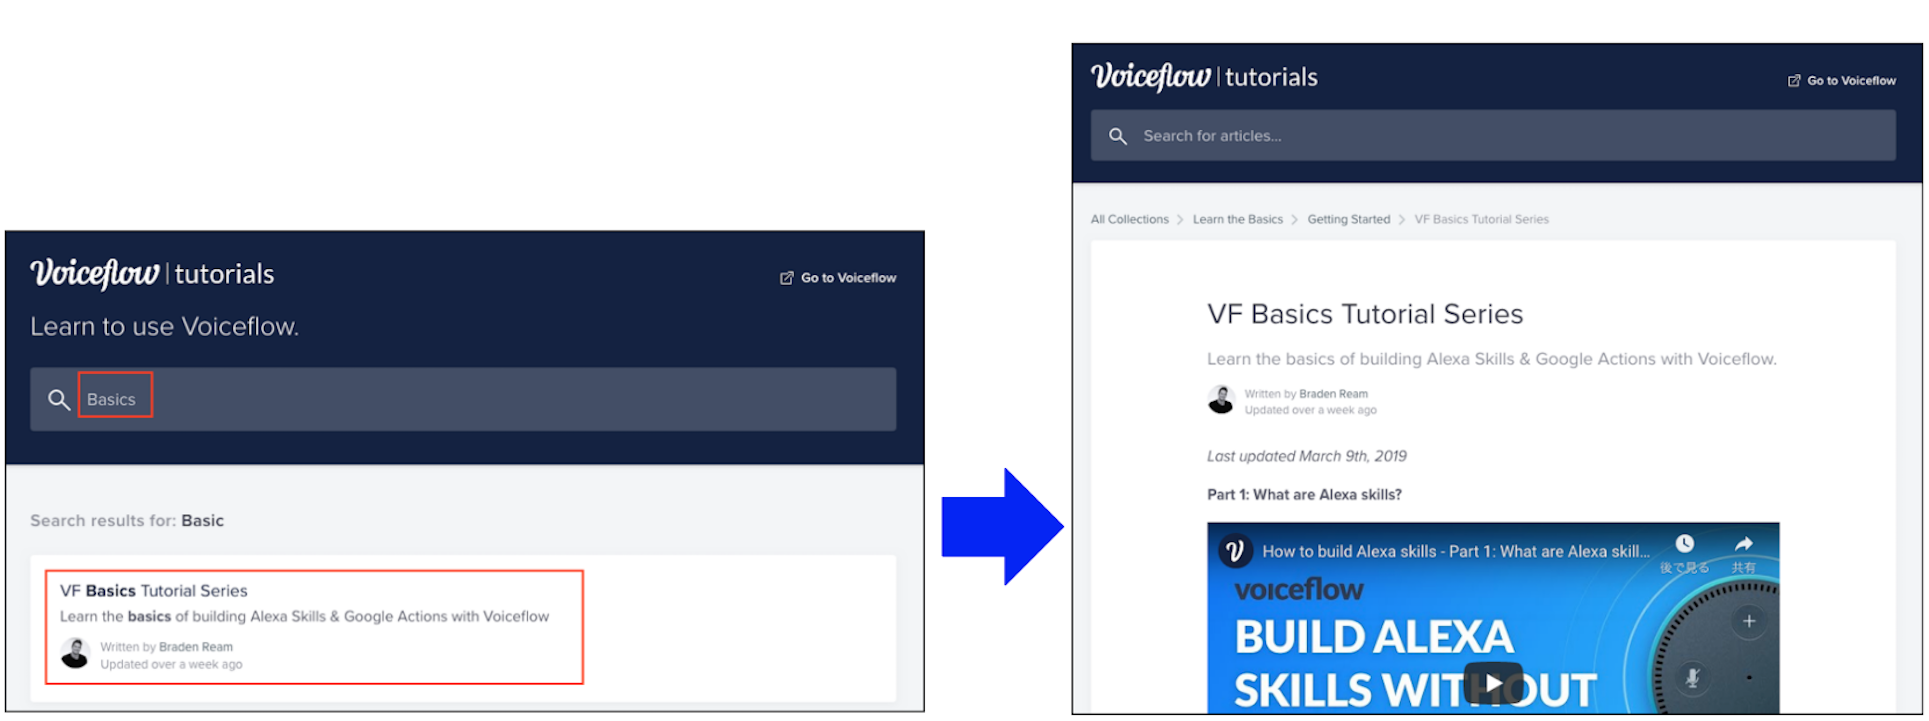 Voiceflow | tutorials
Go to Voiceflow
Learn to use Voiceflow.
Basics
Search results for: Basic
VF Basics Tutorial Series
Learn the basics of building Alexa Skills & Google Actions with Voiceflow
Written by Braden Ream
Updated over a week ago
Voiceflow | tutorials
Go to Voiceflow
Search for articles...
All Collections > Learn the Basics > Getting Started > VF Basics Tutorial Series
VF Basics Tutorial Series
Learn the basics of building Alexa Skills & Google Actions with Voiceflow.
Written by Braden Ream
Updated over a week ago
Last updated March 9th, 2019
Part 1: What are Alexa skills?
How to build Alexa skills - Part 1: What are Alexa skill...
後で見る
共有
voiceflow
BUILD ALEXA
SKILLS WITHOUT